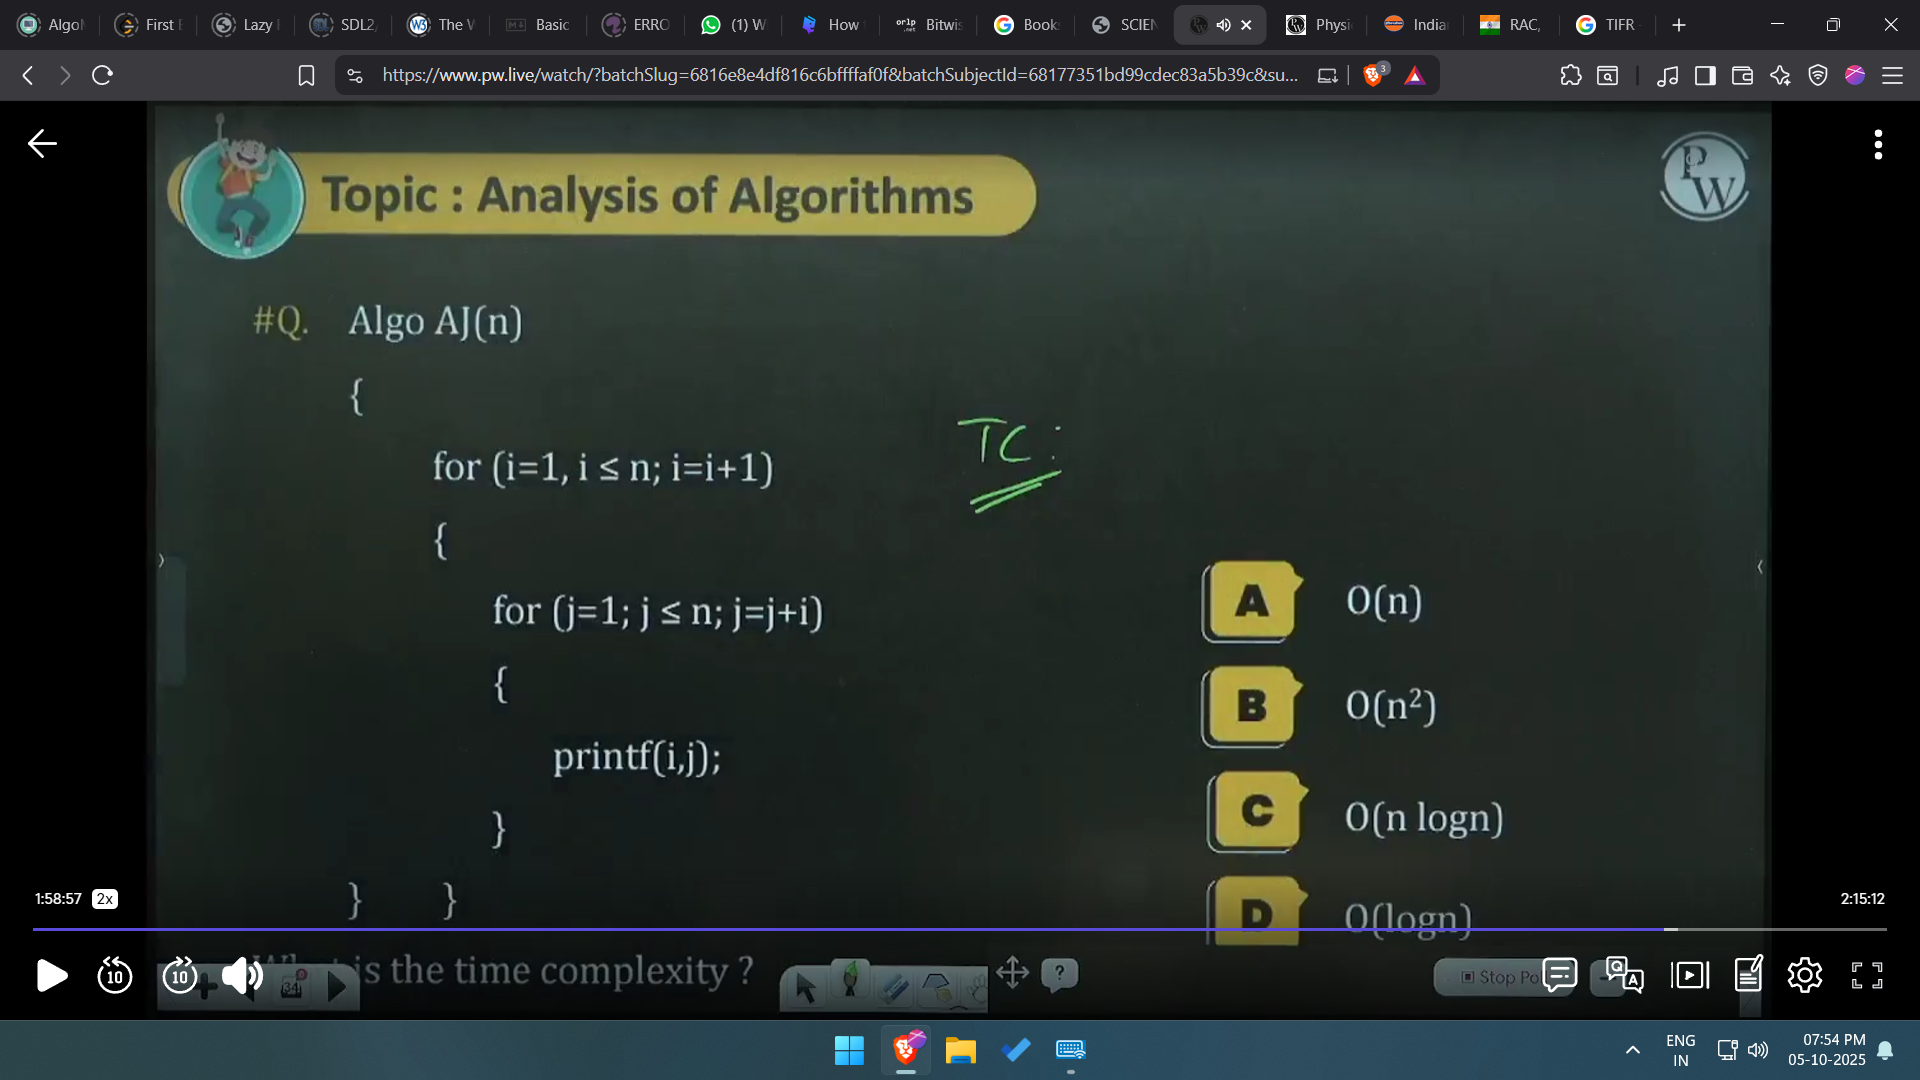 Algo
First
Lazy
SDL2,
The
Basic
ERRO
(1) W
How
Bitwis
Book
SCIEN
Physi
India
RAC,
TIFR
https://www.pw.live/watch/?batchSlug=6816e8e4df816c6bffffaf0f&batchSubjectId=68177351bd99cdec83a5b39c&su...
3
Topic : Analysis of Algorithms
PW
#Q. Algo AJ(n)
{
for (i=1, i ≤ n; i=i+1)
TC:
{
for (j=1; j ≤ n; j=j+i)
A O(n)
{
B O(n²)
printf(i,j);
C O(n logn)
}
} }
D O(logn)
1:58:57 2x
2:15:12
is the time complexity ?
10 10
34
Stop Po
ENG
IN
07:54 PM
05-10-2025